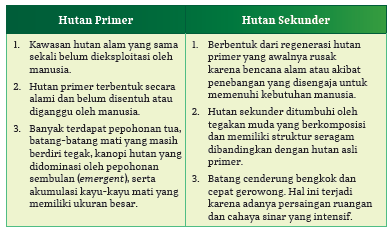 Hutan Primer
1. Kawasan hutan alam yang sama
sekali belum dieksploitasi oleh
manusia.
2. Hutan primer terbentuk secara
alami dan belum disentuh atau
diganggu oleh manusia.
3. Banyak terdapat pepohonan tua,
batang-batang mati yang masih
berdiri tegak, kanopi hutan yang
didominasi oleh pepohonan
sembulan (emergent), serta
akumulasi kayu-kayu mati yang
memiliki ukuran besar.
Hutan Sekunder
1. Berbentuk dari regenerasi hutan
primer yang awalnya rusak
karena bencana alam atau akibat
penebangan yang disengaja untuk
memenuhi kebutuhan manusia.
2. Hutan sekunder ditumbuhi oleh
tegakan muda yang berkomposisi
dan memiliki struktur seragam
dibandingkan dengan hutan asli
primer.
3. Batang cenderung bengkok dan
cepat gerowong. Hal ini terjadi
karena adanya persaingan ruangan
dan cahaya sinar yang intensif.